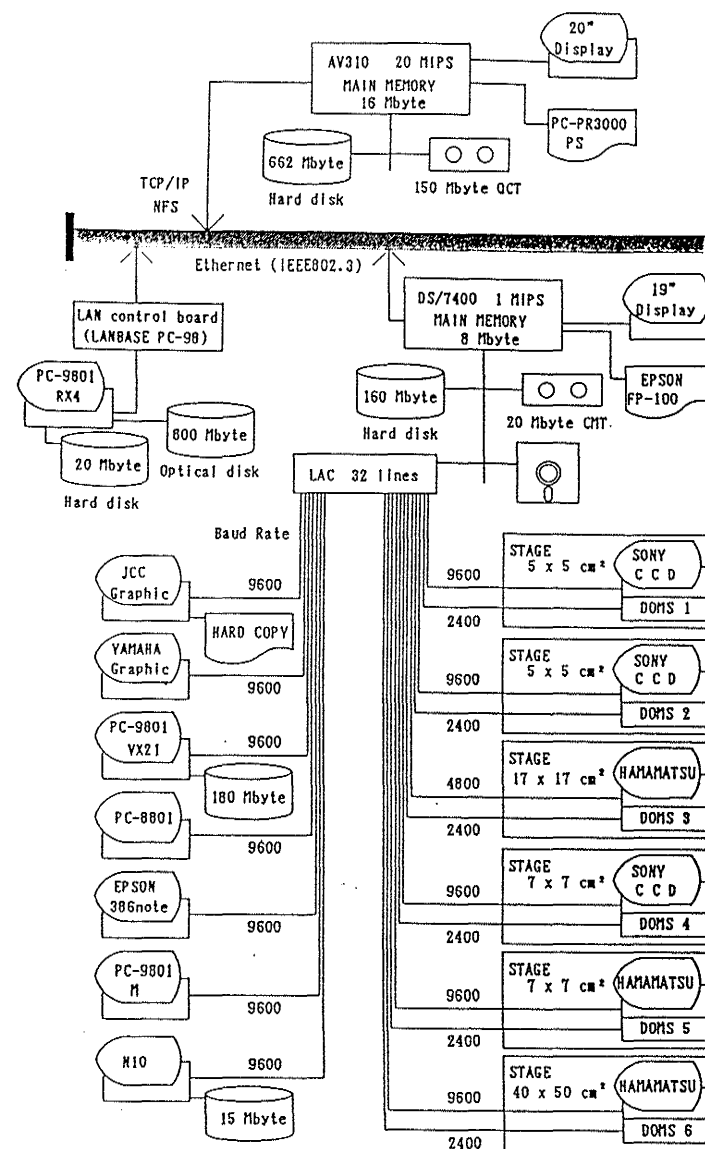 20"
Display
AV310 20 MIPS
MAIN MEMORY
16 Mbyte
PC-PR3000
PS
662 Mbyte
Hard disk
150 Mbyte QCT
TCP/IP
NFS
Ethernet (IEEE802.3)
LAN control board
(LANBASE PC-98)
DS/7400 1 MIPS
MAIN MEMORY
8 Mbyte
19"
Display
PC-9801
RX4
800 Mbyte
Optical disk
20 Mbyte
Hard disk
160 Mbyte
Hard disk
20 Mbyte CMT
EPSON
FP-100
LAC 32 lines
Baud Rate
JCC
Graphic
9600
HARD COPY
YAMAHA
Graphic
9600
PC-9801
VX21
9600
180 Mbyte
PC-8801
9600
EPSON
386note
9600
PC-9801
M
9600
N10
9600
15 Mbyte
9600
2400
STAGE
5 x 5 cm²
SONY
C C D
DOMS 1
9600
2400
STAGE
5 x 5 cm²
SONY
C C D
DOMS 2
4800
2400
STAGE
17 x 17 cm²
HAMAMATSU
DOMS 3
9600
2400
STAGE
7 x 7 cm²
SONY
C C D
DOMS 4
9600
2400
STAGE
7 x 7 cm²
HAMAMATSU
DOMS 5
9600
2400
STAGE
40 x 50 cm²
HAMAMATSU
DOMS 6